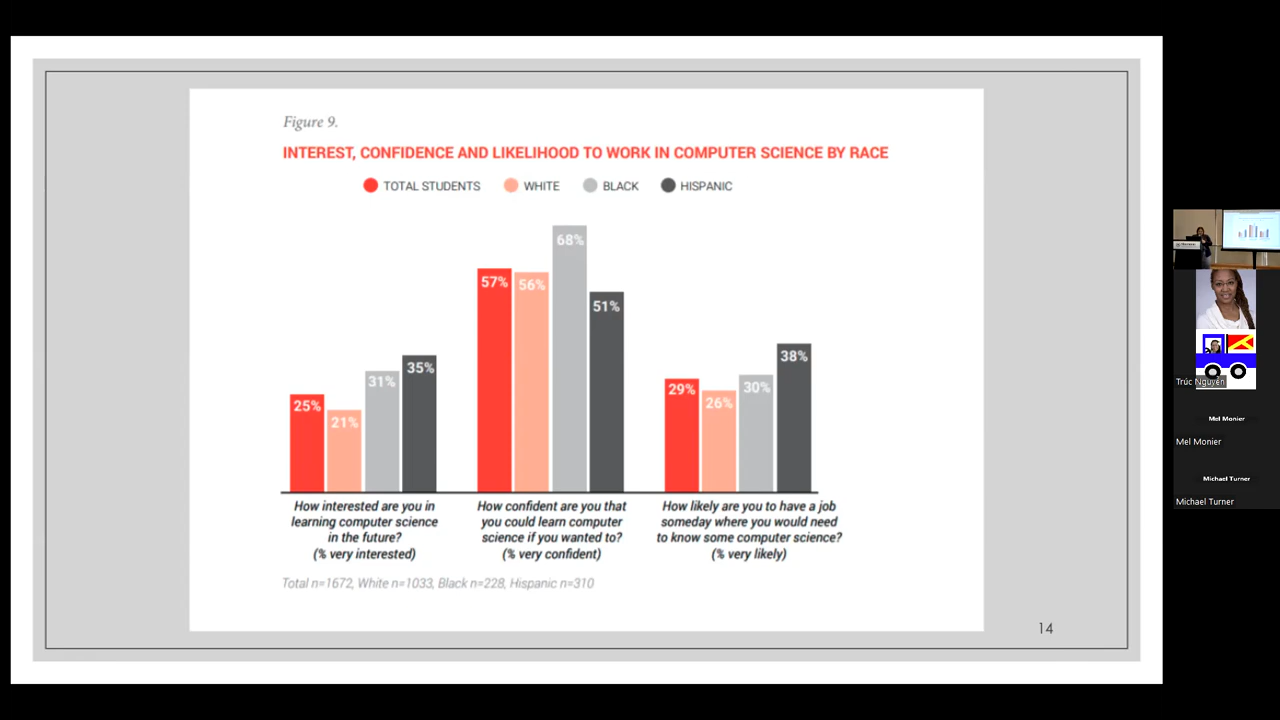 Figure 9.
INTEREST, CONFIDENCE AND LIKELIHOOD TO WORK IN COMPUTER SCIENCE BY RACE
TOTAL STUDENTS WHITE BLACK HISPANIC
25%
21%
31%
35%
57%
56%
68%
51%
29%
26%
30%
38%
How interested are you in
learning computer science
in the future?
(% very interested)
How confident are you that
you could learn computer
science if you wanted to?
(% very confident)
How likely are you to have a job
someday where you would need
to know some computer science?
(% very likely)
Total n=1672, White n=1033, Black n=228, Hispanic n=310
14
Trúc Nguyễn
Mel Monier
Mel Monier
Michael Turner
Michael Turner